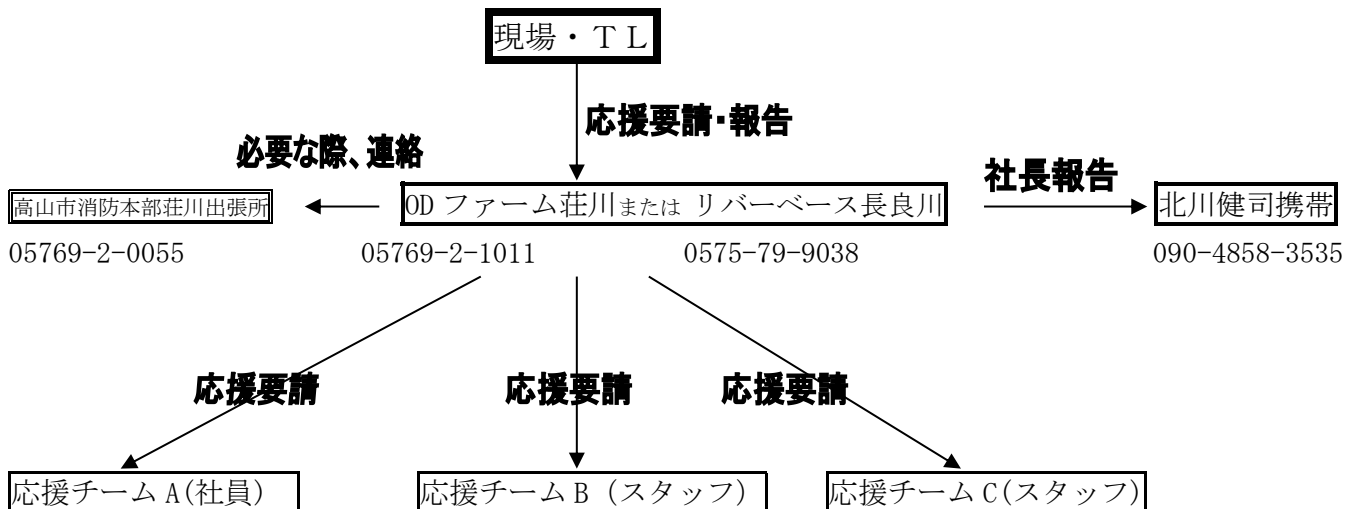 現場・ＴＬ
応援要請・報告
必要な際、連絡
社長報告
高山市消防本部荘川出張所
ODファーム荘川または リバーベース長良川
北川健司携帯
05769-2-0055
05769-2-1011
0575-79-9038
090-4858-3535
応援要請
応援要請
応援要請
応援チームA(社員)
応援チームB（スタッフ）
応援チームC(スタッフ)